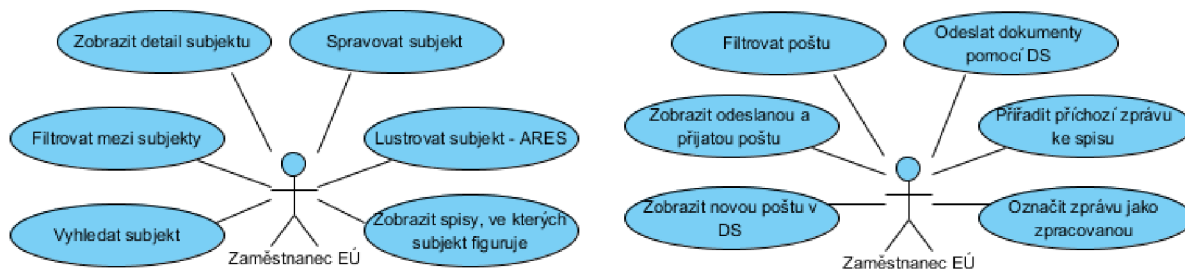 Zobrazit detail subjektu
Spravovat subjekt
Filtrovat mezi subjekty
Lustrovat subjekt - ARES
Vyhledat subjekt
Zobrazit spisy, ve kterých
subjekt figuruje
Zaměstnanec EÚ
Filtrovat poštu
Odeslat dokumenty
pomocí DS
Zobrazit odeslanou a
přijatou poštu
Přiřadit příchozí zprávu
ke spisu
Zobrazit novou poštu v
DS
Označit zprávu jako
zpracovanou
Zaměstnanec EÚ